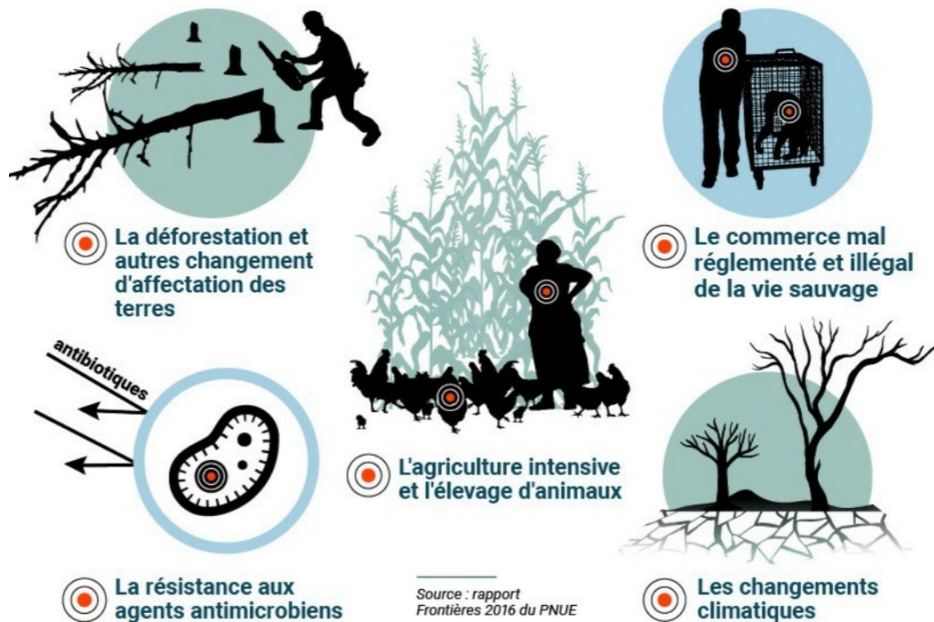 La déforestation et
autres changement
d'affectation des
terres
Le commerce mal
réglementé et illégal
de la vie sauvage
antibiotiques
L'agriculture intensive
et l'élevage d'animaux
La résistance aux
agents antimicrobiens
Source : rapport
Frontières 2016 du PNUE
Les changements
climatiques